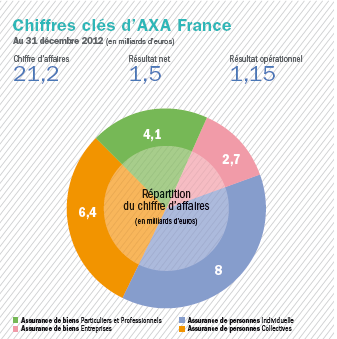 Chiffres clés d'AXA France
Au 31 décembre 2012 (en milliards d'euros)
Chiffre d'affaires
21,2
Résultat net
1,5
Résultat opérationnel
1,15
4,1
2,7
6,4
8
Répartition
du chiffre d'affaires
(en milliards d'euros)
Assurance de biens Particuliers et Professionnels
Assurance de biens Entreprises
Assurance de personnes Individuelle
Assurance de personnes Collectives